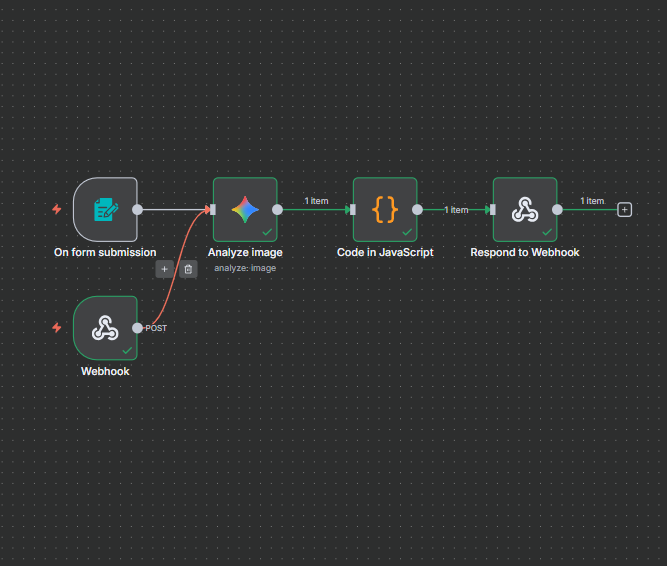 1 item
1 item
1 item
On form submission
Analyze image
Code in JavaScript
Respond to Webhook
analyze: image
POST
Webhook